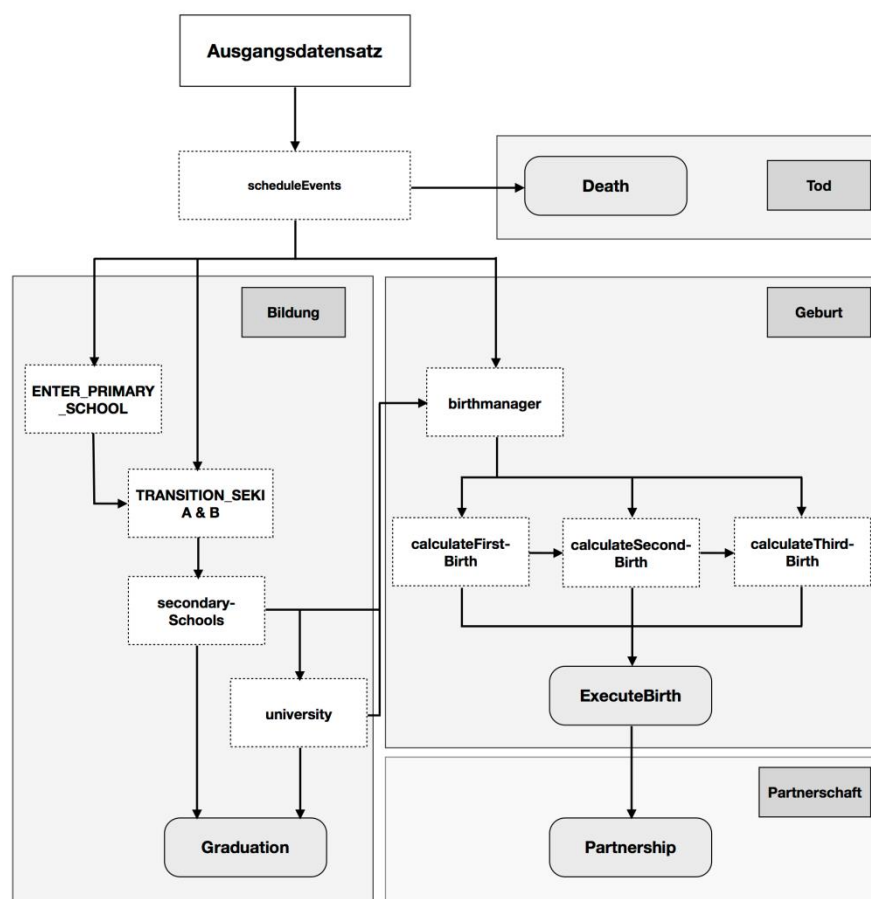 Ausgangsdatensatz
scheduleEvents
Death
Tod
Bildung
Geburt
ENTER_PRIMARY
_SCHOOL
birthmanager
TRANSITION_SEKI
A & B
calculateFirst-
Birth
calculateSecond-
Birth
calculateThird-
Birth
secondary-
Schools
university
ExecuteBirth
Partnerschaft
Graduation
Partnership